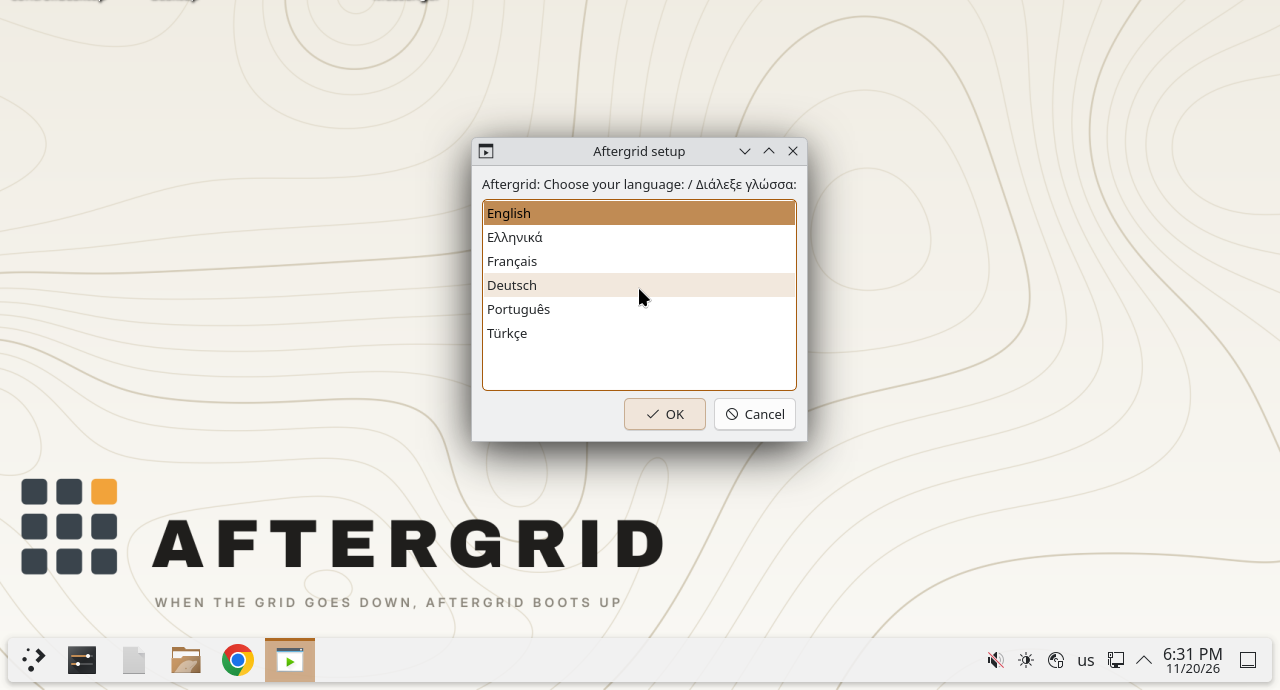 Aftergrid setup
Aftergrid: Choose your language: / Διάλεξε γλώσσα:
English
Ελληνικά
Français
Deutsch
Português
Türkçe
OK
Cancel
AFTERGRID
WHEN THE GRID GOES DOWN, AFTERGRID BOOTS UP
us
6:31 PM
11/20/26